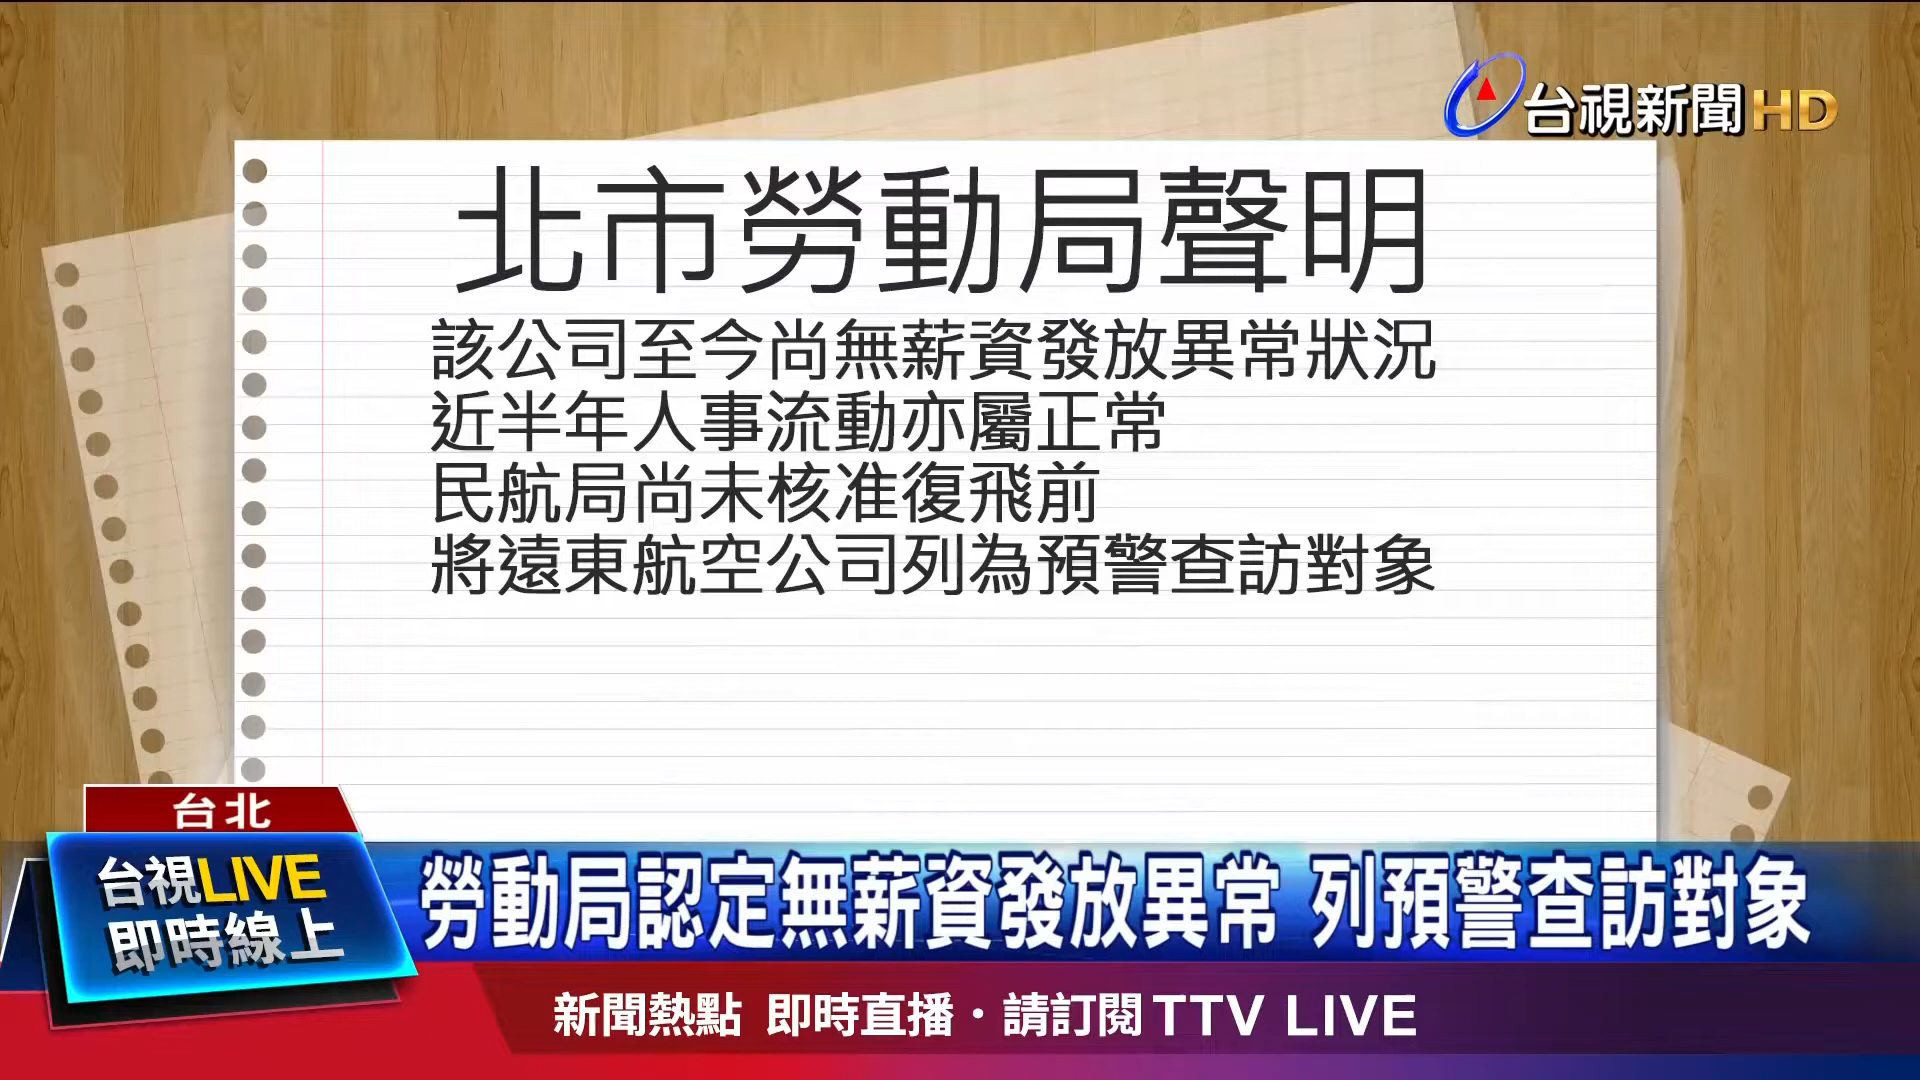 台視新聞HD
北市勞動局聲明
該公司至今尚無薪資發放異常狀況
近半年人事流動亦屬正常
民航局尚未核准復飛前
將遠東航空公司列為預警查訪對象
台北
台視LIVE
即時線上
勞動局認定無薪資發放異常 列預警查訪對象
新聞熱點 即時直播·請訂閱TTV LIVE